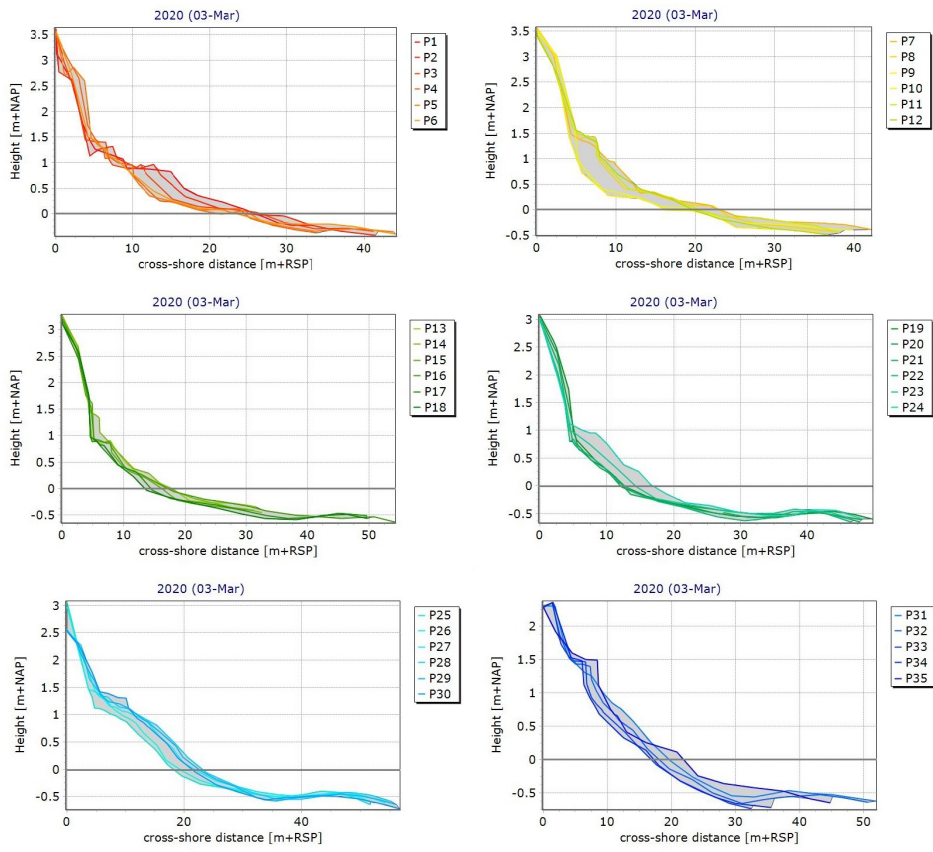 2020 (03-Mar)
Height [m+NAP]
3.5
3
2.5
2
1.5
1
0.5
0
0
10
20
30
40
cross-shore distance [m+RSP]
P1
P2
P3
P4
P5
P6
2020 (03-Mar)
Height [m+NAP]
3.5
3
2.5
2
1.5
1
0.5
0
-0.5
0
10
20
30
40
cross-shore distance [m+RSP]
P7
P8
P9
P10
P11
P12
2020 (03-Mar)
Height [m+NAP]
3
2.5
2
1.5
1
0.5
0
-0.5
0
10
20
30
40
50
cross-shore distance [m+RSP]
P13
P14
P15
P16
P17
P18
2020 (03-Mar)
Height [m+NAP]
3
2.5
2
1.5
1
0.5
0
-0.5
0
10
20
30
40
50
cross-shore distance [m+RSP]
P19
P20
P21
P22
P23
P24
2020 (03-Mar)
Height [m+NAP]
3
2.5
2
1.5
1
0.5
0
-0.5
0
20
40
cross-shore distance [m+RSP]
P25
P26
P27
P28
P29
P30
2020 (03-Mar)
Height [m+NAP]
2
1.5
1
0.5
0
-0.5
0
10
20
30
40
50
cross-shore distance [m+RSP]
P31
P32
P33
P34
P35